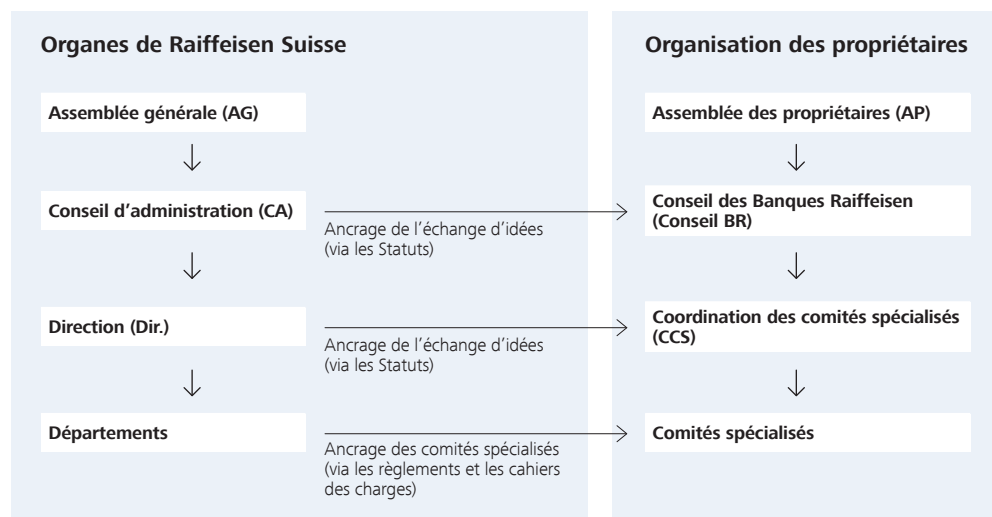 Organes de Raiffeisen Suisse
Assemblée générale (AG)
Conseil d'administration (CA)
Ancrage de l'échange d'idées
(via les Statuts)
Direction (Dir.)
Ancrage de l'échange d'idées
(via les Statuts)
Départements
Ancrage des comités spécialisés
(via les règlements et les cahiers
des charges)
Organisation des propriétaires
Assemblée des propriétaires (AP)
Conseil des Banques Raiffeisen
(Conseil BR)
Coordination des comités spécialisés
(CCS)
Comités spécialisés